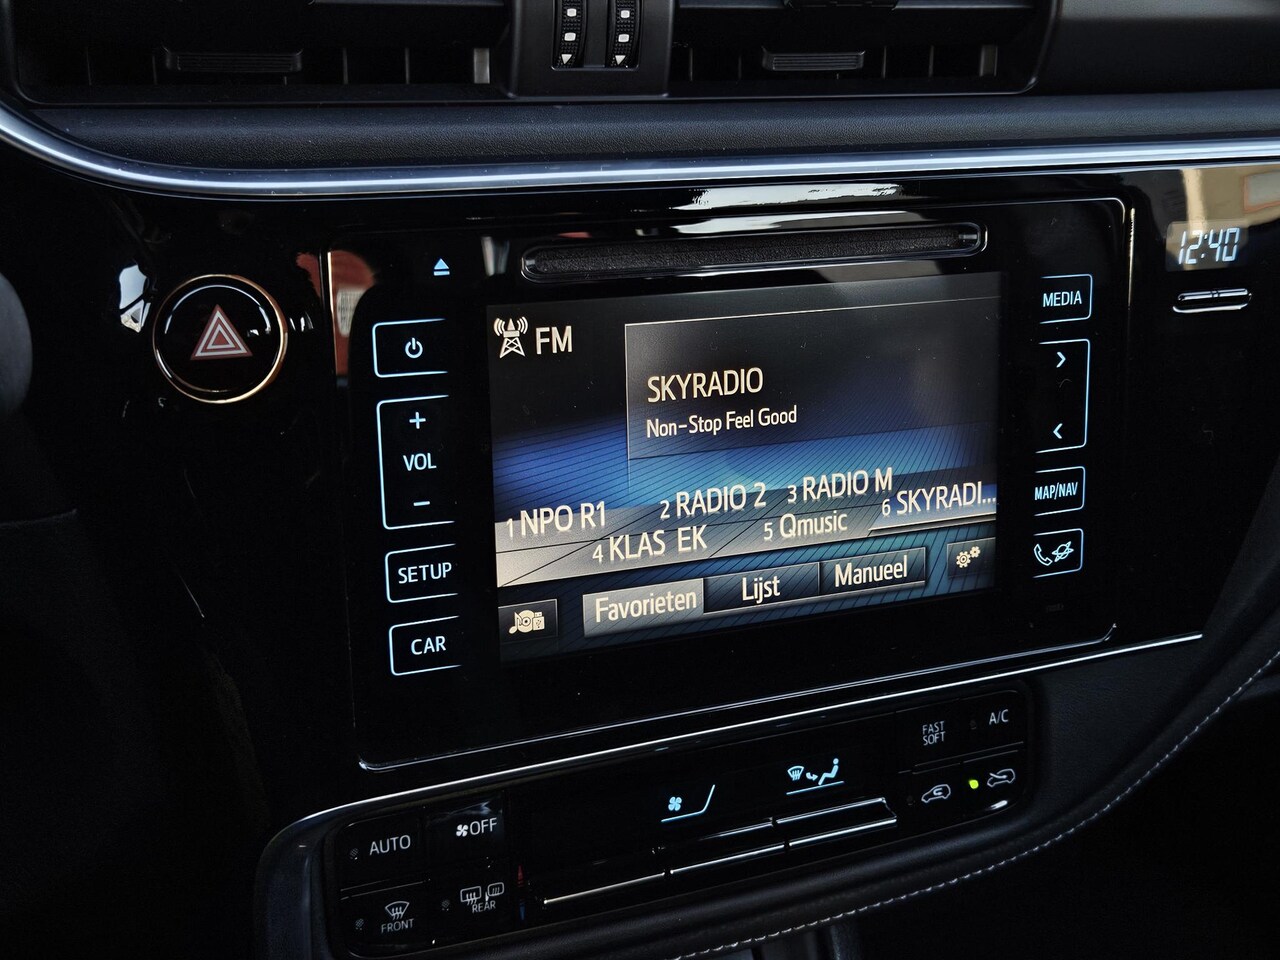 12:40
MEDIA
FM
SKYRADIO
Non-Stop Feel Good
+
VOL
−
MAP/NAV
1 NPO R1
2 RADIO 2
3 RADIO M
4 KLAS EK
5 Qmusic
6 SKYRADI...
SETUP
Favorieten
Lijst
Manueel
CAR
FAST
SOFT
A/C
AUTO
OFF
FRONT
REAR